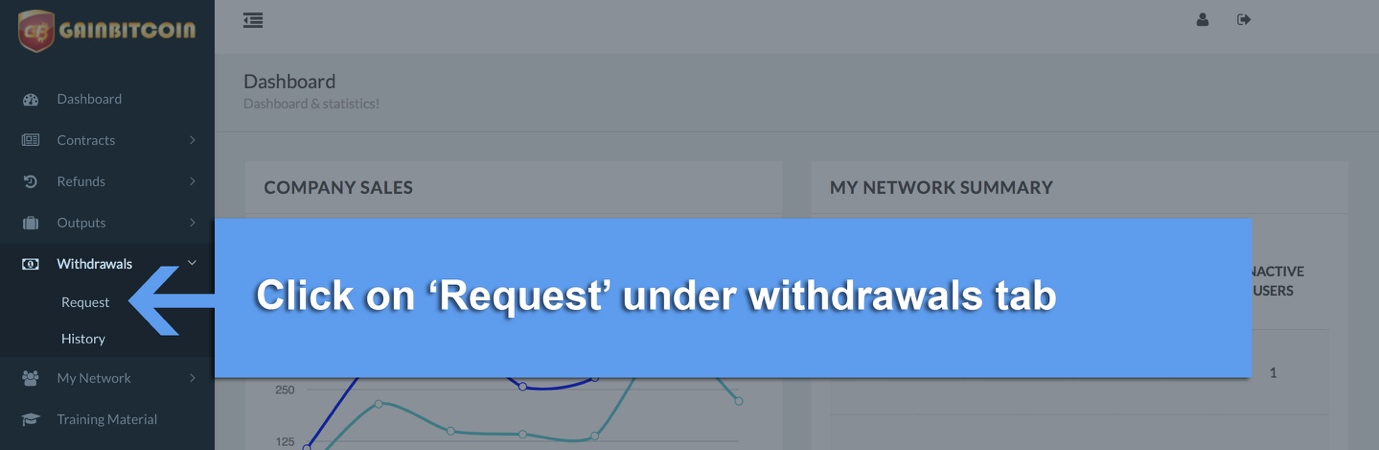 GAINBITCOIN
Dashboard
Contracts
Refunds
Outputs
Withdrawals
Request
History
My Network
Training Material
Dashboard
Dashboard & statistics!
COMPANY SALES
250
125
MY NETWORK SUMMARY
NACTIVE
USERS
1
Click on ‘Request’ under withdrawals tab